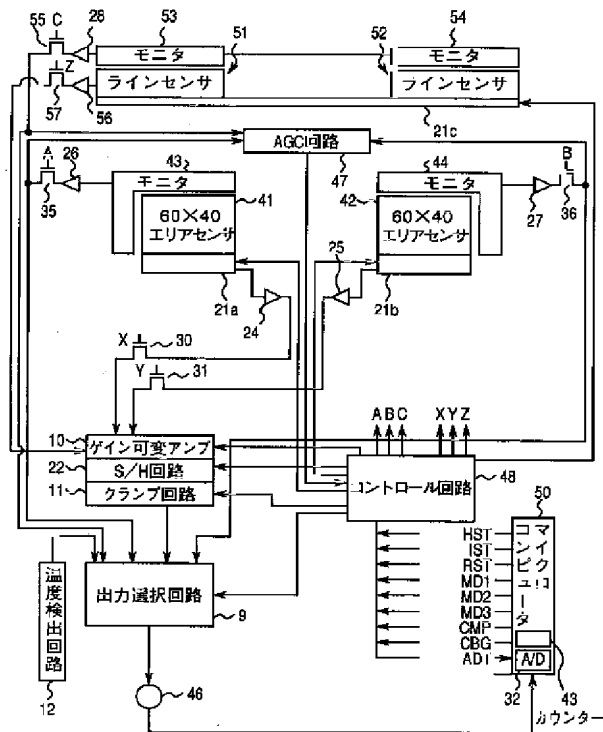 55 C 28 53 51 52 54
モニタ モニタ
Z
ラインセンサ ラインセンサ
57 56 21c
AGCI回路
47
A 26 43 44 B
モニタ モニタ
35 41 42 27 36
60×40
エリアセンサ
60×40
エリアセンサ
25
21a 21b
24
X 30
Y 31
A B C X Y Z
10 ゲイン可変アンプ
22 S/H回路
11 クランプ回路
コントロール回路 48
50
マイクロコンピュータ
HST
IST
RST
MD1
MD2
MD3
CMP
CBG
ADT
A/D
32 43
カウンター
温度検出回路
12
出力選択回路
9
46